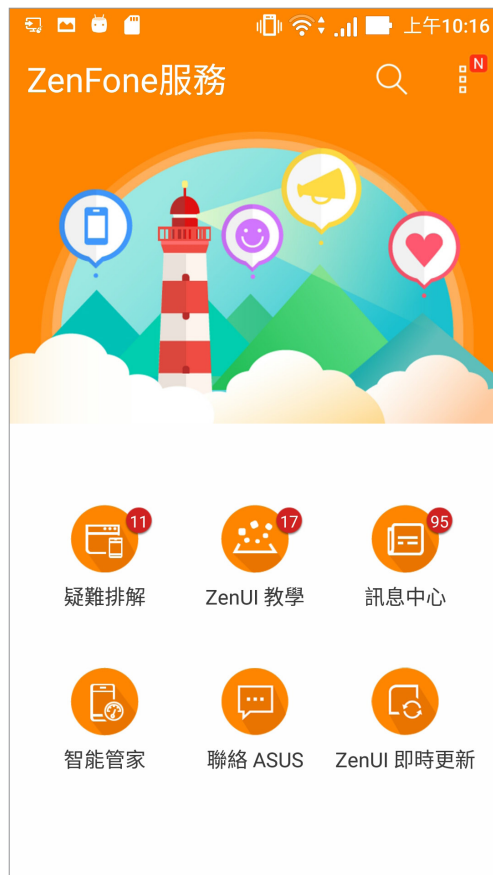 上午10:16
ZenFone服務
N
11
17
95
疑難排解
ZenUI 教學
訊息中心
智能管家
聯絡 ASUS
ZenUI 即時更新